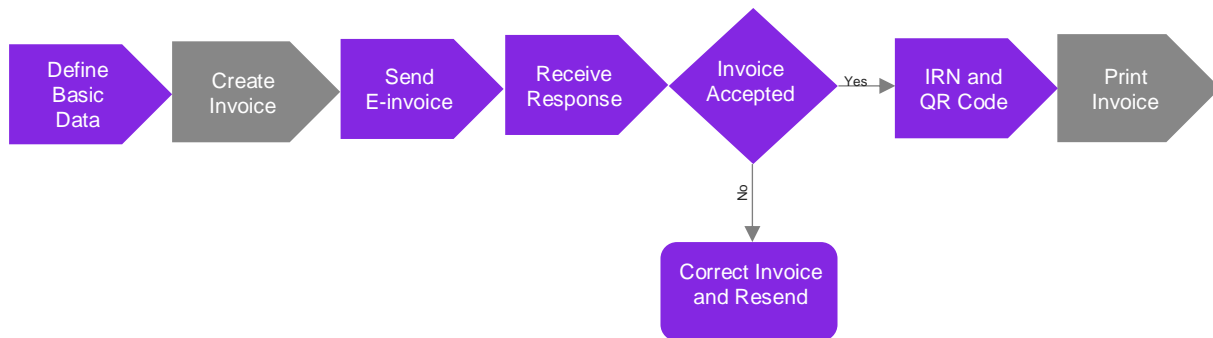 Define
Basic
Data
Create
Invoice
Send
E-invoice
Receive
Response
Invoice
Accepted
Yes
IRN and
QR Code
Print
Invoice
No
Correct Invoice
and Resend